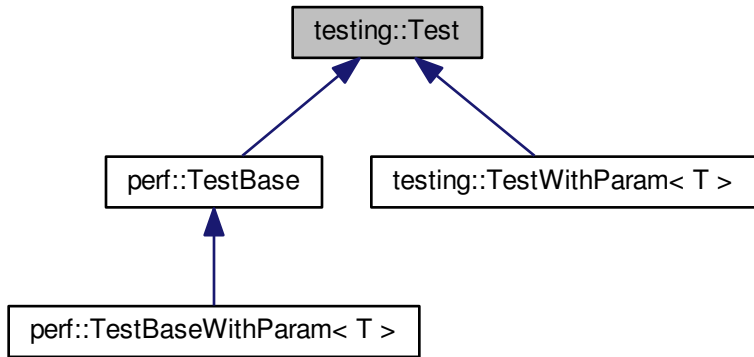 testing::Test
perf::TestBase
testing::TestWithParam< T >
perf::TestBaseWithParam< T >